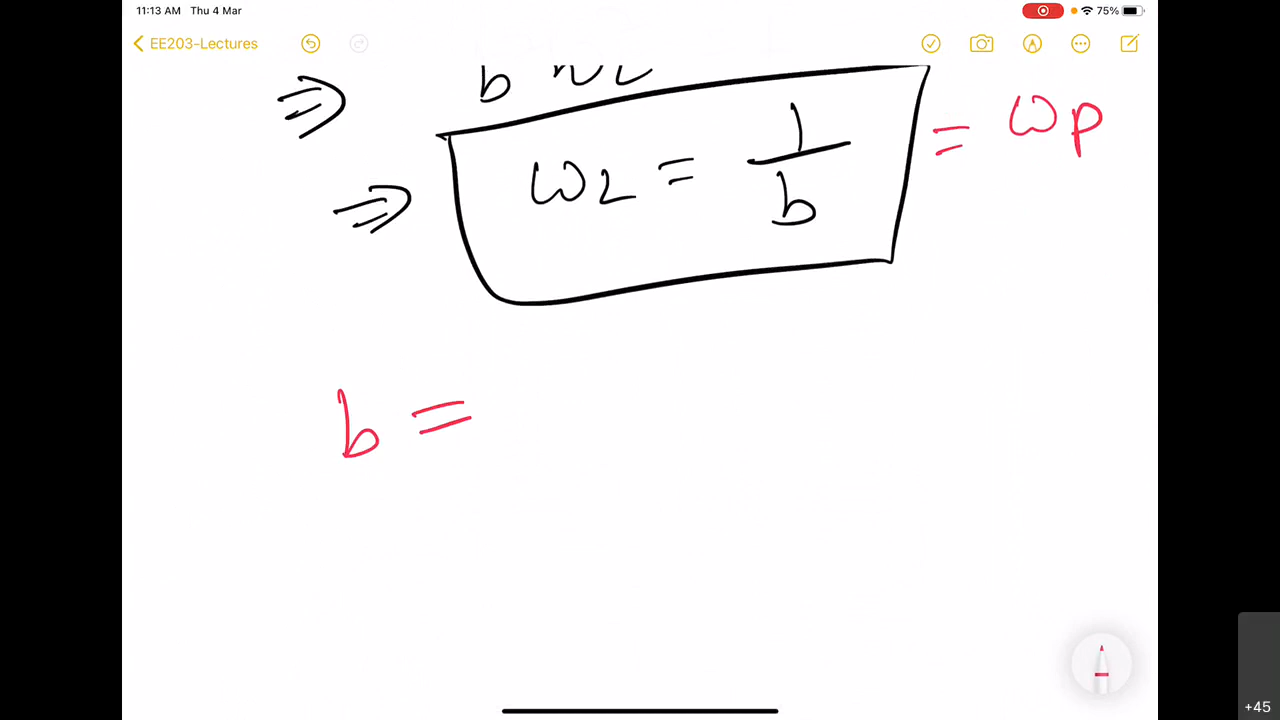 11:13 AM Thu 4 Mar 75%
EE203-Lectures
⇒
⇒ ω₂ = 1/b = ωp
b =
+45